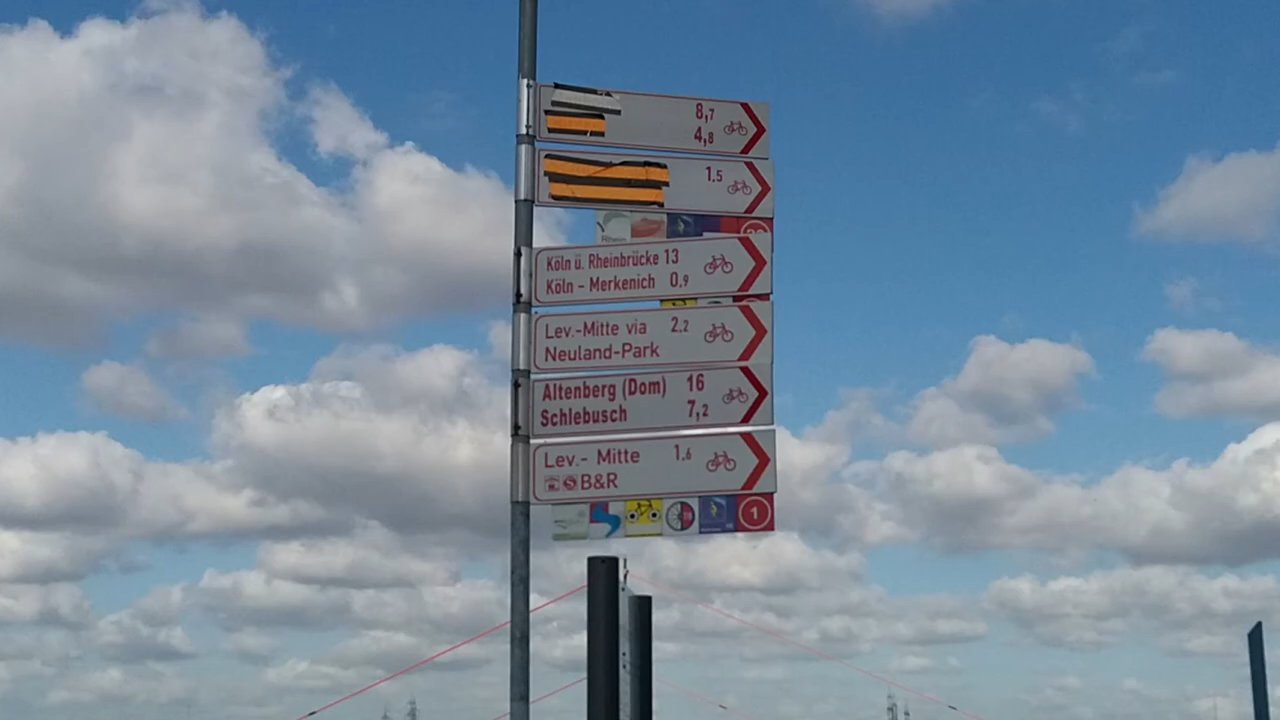 8,7
4,8
1.5
Rhein
Köln ü. Rheinbrücke 13
Köln - Merkenich 0,9
Lev.-Mitte via 2,2
Neuland-Park
Altenberg (Dom) 16
Schlebusch 7,2
Lev.- Mitte 1.6
B&R
1